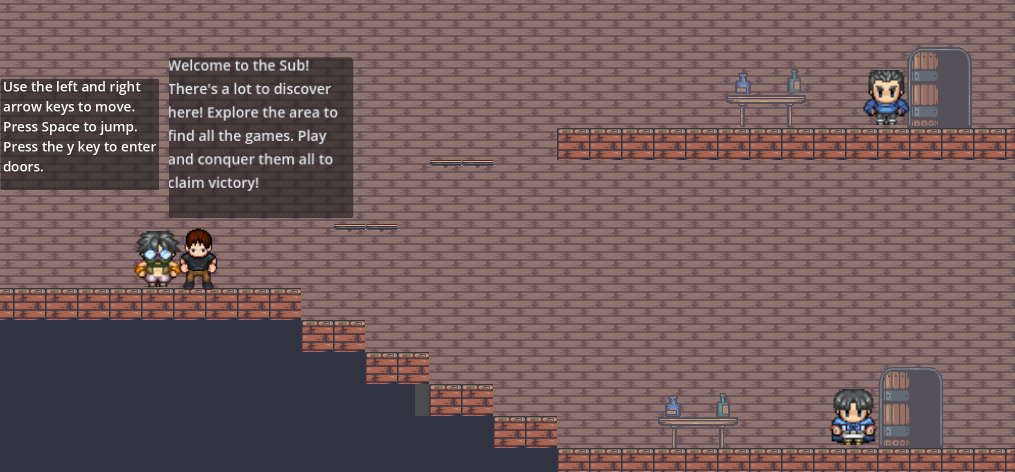 Use the left and right
arrow keys to move.
Press Space to jump.
Press the y key to enter
doors.
Welcome to the Sub!
There's a lot to discover
here! Explore the area to
find all the games. Play
and conquer them all to
claim victory!